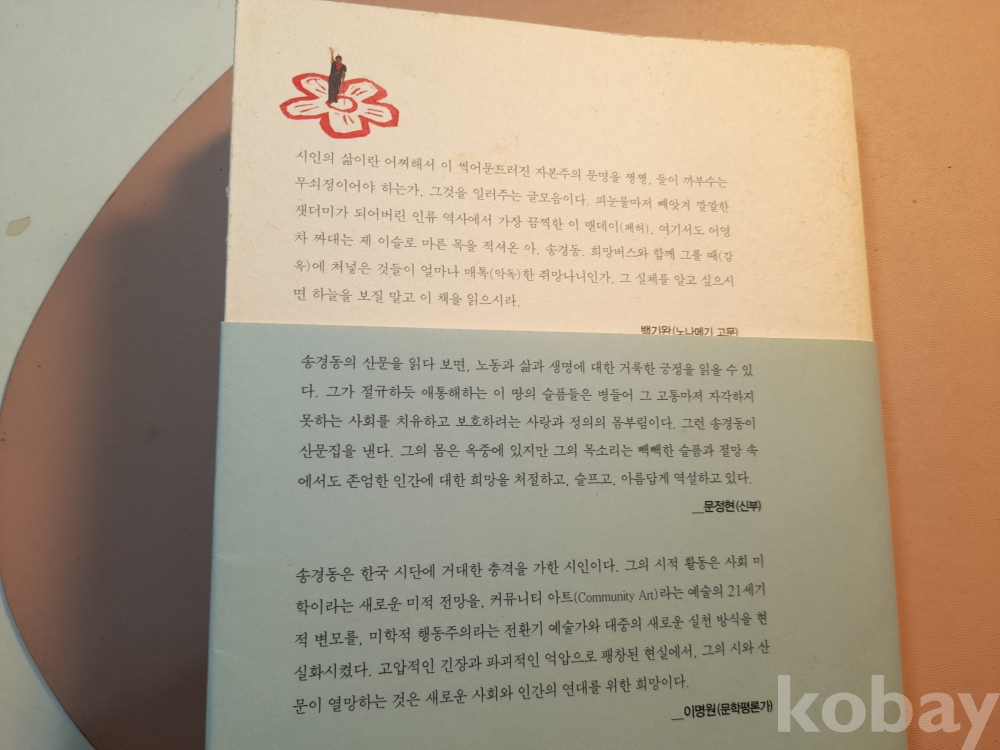 시인의 삶이란 어찌해서 이 썩어문드러진 자본주의 문명을 쩡쩡, 들이 까부수는
무쇠정이어야 하는가, 그것을 일러주는 글모음이다. 피눈물마저 빼앗겨 깔깔한
잿더미가 되어버린 인류 역사에서 가장 끔찍한 이 맨데이(폐허), 여기서도 어영
차 짜대는 제 이슬로 마른 목을 적셔온 아, 송경동. 희망버스와 함께 그를 때(감
옥)에 처넣은 것들이 얼마나 매톡(악독)한 쥐망나니인가, 그 실체를 알고 싶으시
면 하늘을 보질 말고 이 책을 읽으시라.
백기완(노나메기 고문)
송경동의 산문을 읽다 보면, 노동과 삶과 생명에 대한 거룩한 긍정을 읽을 수 있
다. 그가 절규하듯 애통해하는 이 땅의 슬픔들은 병들어 그 고통마저 자각하지
못하는 사회를 치유하고 보호하려는 사랑과 정의의 몸부림이다. 그런 송경동이
산문집을 낸다. 그의 몸은 옥중에 있지만 그의 목소리는 빽빽한 슬픔과 절망 속
에서도 존엄한 인간에 대한 희망을 처절하고, 슬프고, 아름답게 역설하고 있다.
__문정현(신부)
송경동은 한국 시단에 거대한 충격을 가한 시인이다. 그의 시적 활동은 사회 미
학이라는 새로운 미적 전망을, 커뮤니티 아트(Community Art)라는 예술의 21세기
적 변모를, 미학적 행동주의라는 전환기 예술가와 대중의 새로운 실천 방식을 현
실화시켰다. 고압적인 긴장과 파괴적인 억압으로 팽창된 현실에서, 그의 시와 산
문이 열망하는 것은 새로운 사회와 인간의 연대를 위한 희망이다.
__이명원(문학평론가)
kobay